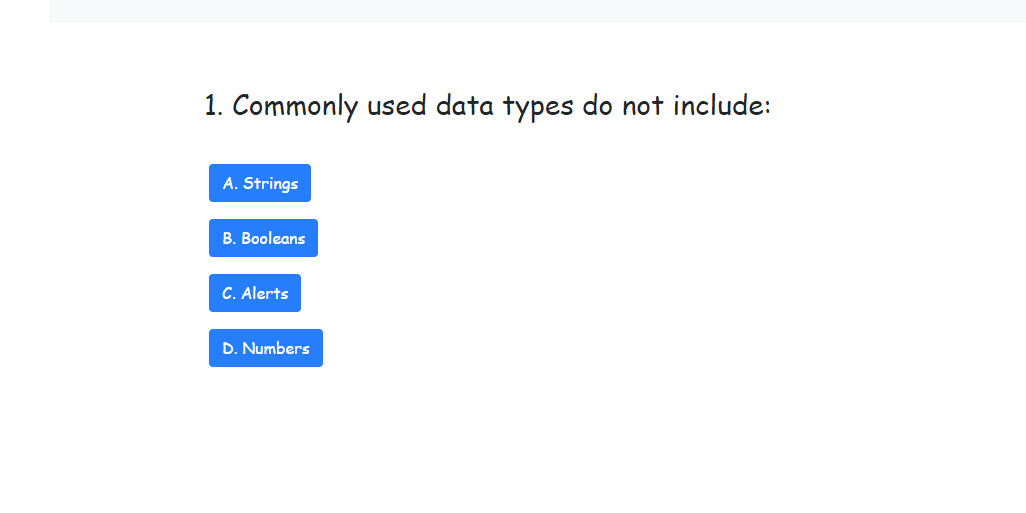 1. Commonly used data types do not include:
A. Strings
B. Booleans
C. Alerts
D. Numbers